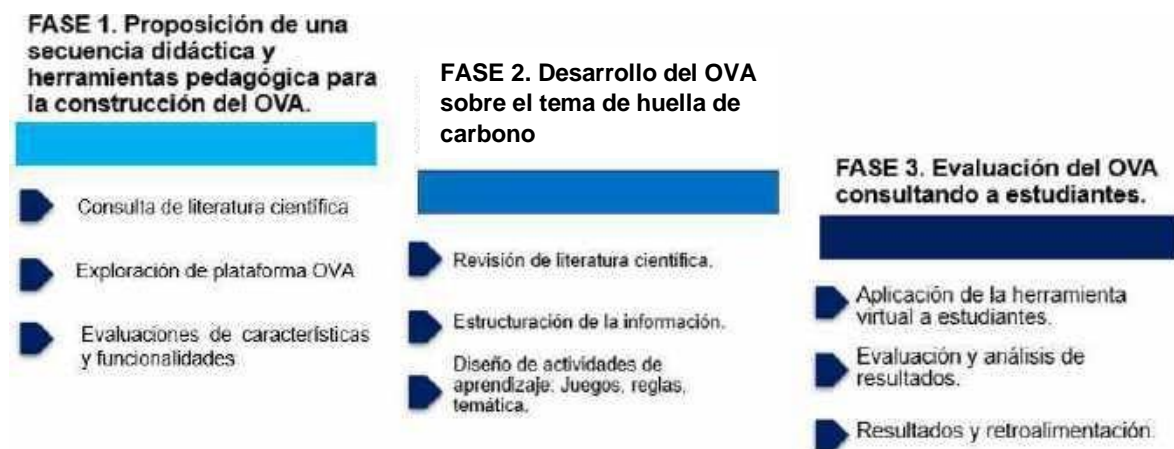 FASE 1. Proposición de una
secuencia didáctica y
herramientas pedagógica para
la construcción del OVA.
Consulta de literatura científica
Exploración de plataforma OVA
Evaluaciones de características
y funcionalidades
FASE 2. Desarrollo del OVA
sobre el tema de huella de
carbono
Revisión de literatura científica.
Estructuración de la información.
Diseño de actividades de
aprendizaje: Juegos, reglas,
temática.
FASE 3. Evaluación del OVA
consultando a estudiantes.
Aplicación de la herramienta
virtual a estudiantes.
Evaluación y análisis de
resultados.
Resultados y retroalimentación.